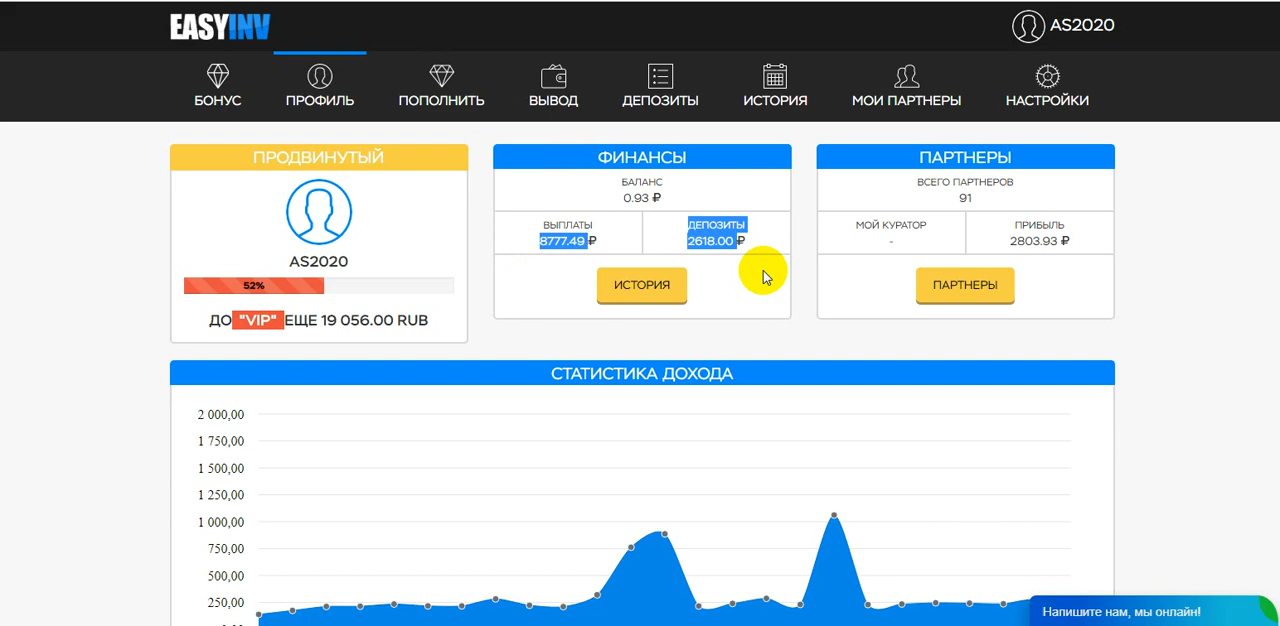 EASYINV
AS2020
БОНУС
ПРОФИЛЬ
ПОПОЛНИТЬ
ВЫВОД
ДЕПОЗИТЫ
ИСТОРИЯ
МОИ ПАРТНЕРЫ
НАСТРОЙКИ
ПРОДВИНУТЫЙ
AS2020
52%
ДО "VIP" ЕЩЕ 19 056.00 RUB
ФИНАНСЫ
БАЛАНС
0.93 ₽
ВЫПЛАТЫ
8777.49 ₽
ДЕПОЗИТЫ
2618.00 ₽
ИСТОРИЯ
ПАРТНЕРЫ
ВСЕГО ПАРТНЕРОВ
91
МОЙ КУРАТОР
-
ПРИБЫЛЬ
2803.93 ₽
ПАРТНЕРЫ
СТАТИСТИКА ДОХОДА
2 000,00
1 750,00
1 500,00
1 250,00
1 000,00
750,00
500,00
250,00
Напишите нам, мы онлайн!